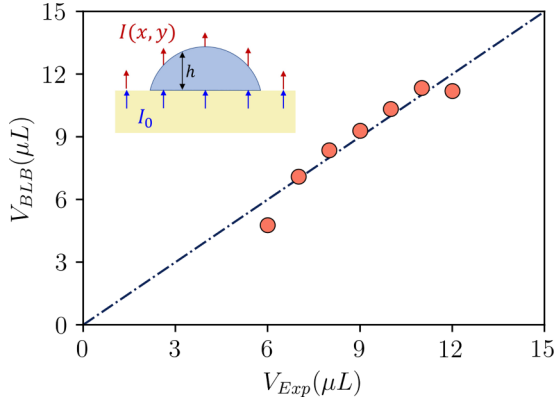 15
12
9
6
3
0
V_{BLB}(μL)
I(x,y)
h
I_0
0 3 6 9 12 15
V_{Exp}(μL)